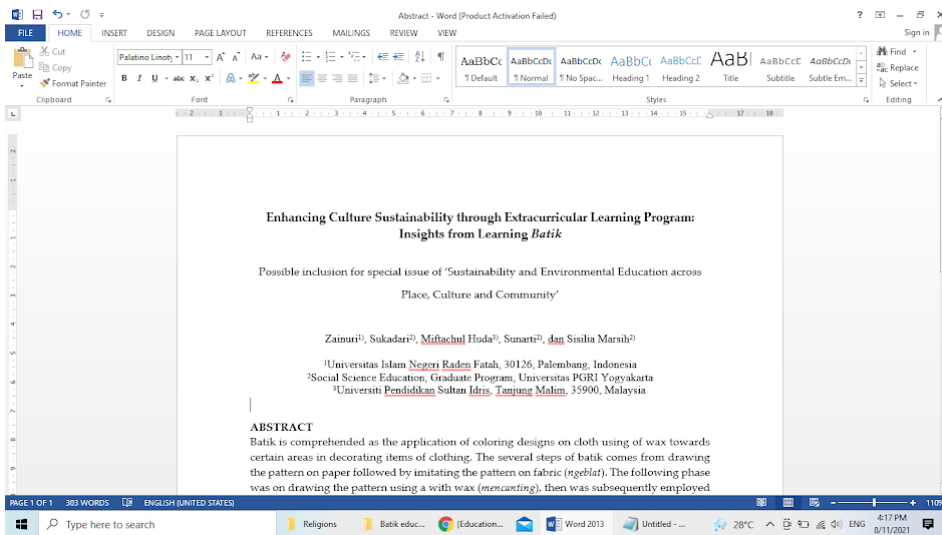 Abstract - Word (Product Activation Failed)
Sign in
FILE HOME INSERT DESIGN PAGE LAYOUT REFERENCES MAILINGS REVIEW VIEW
Paste
Cut
Copy
Format Painter
Clipboard
Palatino Linoty 11
Font
Paragraph
AaBbCc AaBbCcDc AaBbCcDc AaBbC( AaBbCcC AaB AaBbCcE AaBbCcDt
¶ Default ¶ Normal ¶ No Spac... Heading 1 Heading 2 Title Subtitle Subtle Em...
Styles
Find
Replace
Select
Editing
Enhancing Culture Sustainability through Extracurricular Learning Program:
Insights from Learning Batik
Possible inclusion for special issue of 'Sustainability and Environmental Education across
Place, Culture and Community'
Zainuri1), Sukadari2), Miftachul Huda3), Sunarti2), dan Sisilia Marsih2)
1Universitas Islam Negeri Raden Fatah, 30126, Palembang, Indonesia
2Social Science Education, Graduate Program, Universitas PGRI Yogyakarta
3Universiti Pendidikan Sultan Idris, Tanjung Malim, 35900, Malaysia
ABSTRACT
Batik is comprehended as the application of coloring designs on cloth using of wax towards
certain areas in decorating items of clothing. The several steps of batik comes from drawing
the pattern on paper followed by imitating the pattern on fabric (ngeblat). The following phase
was on drawing the pattern using a with wax (mencanting), then was subsequently employed
PAGE 1 OF 1 303 WORDS ENGLISH (UNITED STATES)
Type here to search
Religions
Batik educ...
[Education...
Word 2013
Untitled - ...
28°C
ENG
4:17 PM
8/11/2021